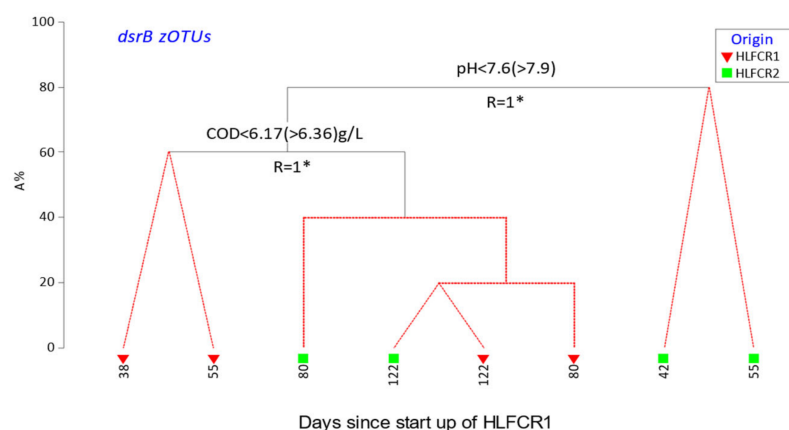 100
dsrB zOTUs
Origin
HLFCR1
HLFCR2
pH<7.6(>7.9)
R=1*
80
COD<6.17(>6.36)g/L
R=1*
60
A%
40
20
0
38
55
80
122
122
80
42
55
Days since start up of HLFCR1